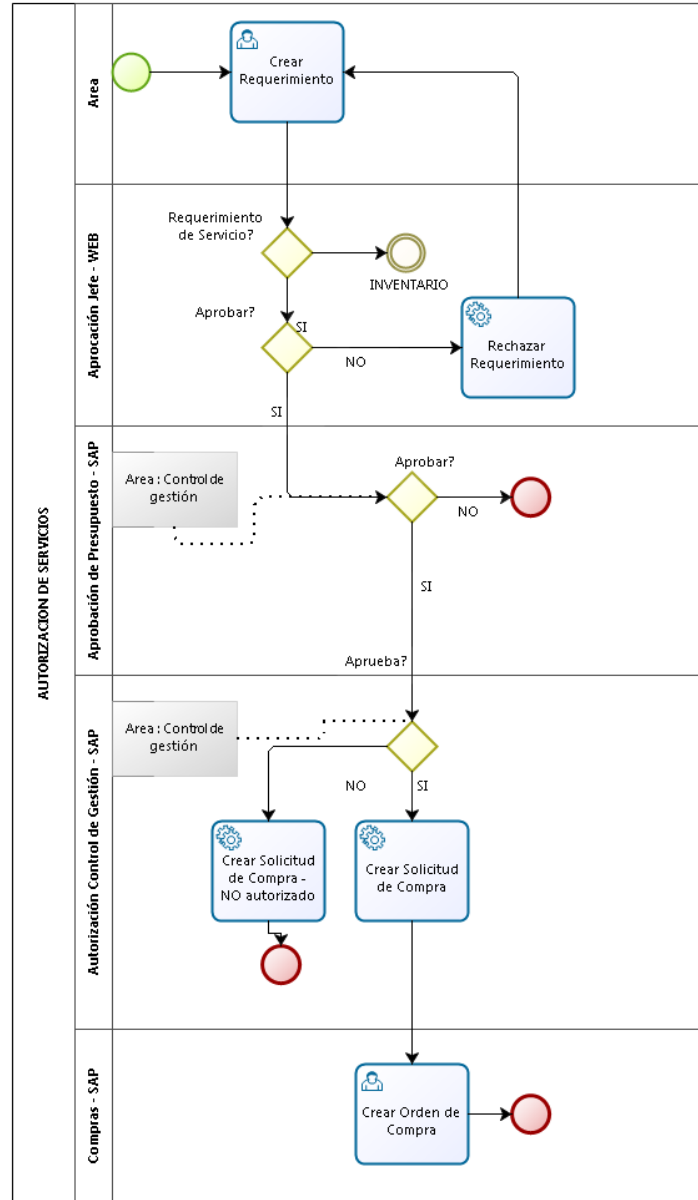 AUTORIZACION DE SERVICIOS
Area
Crear
Requerimiento
Aprocación Jefe - WEB
Requerimiento
de Servicio?
INVENTARIO
Aprobar?
SI
NO
Rechazar
Requerimiento
SI
Aprobación de Presupuesto - SAP
Area : Control de
gestión
Aprobar?
NO
SI
Aprueba?
Autorización Control de Gestión - SAP
Area : Control de
gestión
NO
SI
Crear Solicitud
de Compra -
NO autorizado
Crear Solicitud
de Compra
Compras - SAP
Crear Orden de
Compra